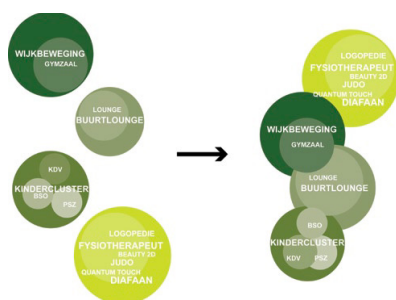 WIJKBEWEGING
GYMZAAL
LOUNGE
BUURTLOUNGE
KDV
KINDERCLUSTER
BSO
PSZ
LOGOPEDIE
FYSIOTHERAPEUT
BEAUTY 2D
JUDO
QUANTUM TOUCH
DIAFAAN
LOGOPEDIE
FYSIOTHERAPEUT
BEAUTY 2D
JUDO
QUANTUM TOUCH
DIAFAAN
WIJKBEWEGING
GYMZAAL
LOUNGE
BUURTLOUNGE
BSO
KINDERCLUSTER
KDV
PSZ